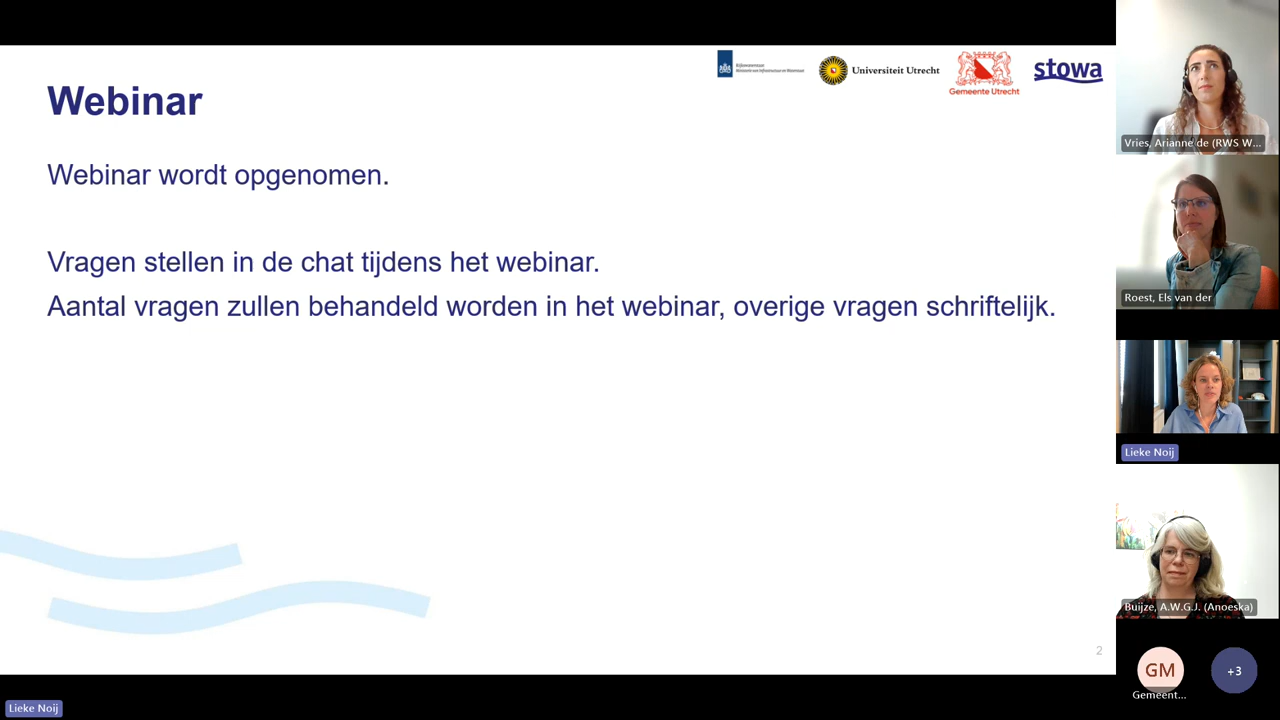 Universiteit Utrecht
Gemeente Utrecht
stowa
Webinar
Webinar wordt opgenomen.
Vragen stellen in de chat tijdens het webinar.
Aantal vragen zullen behandeld worden in het webinar, overige vragen schriftelijk.
2
Lieke Noij
Vries, Arianne de (RWS W...
Roest, Els van der
Lieke Noij
Buijze, A.W.G.J. (Anoeska)
GM
Gemeent...
+3